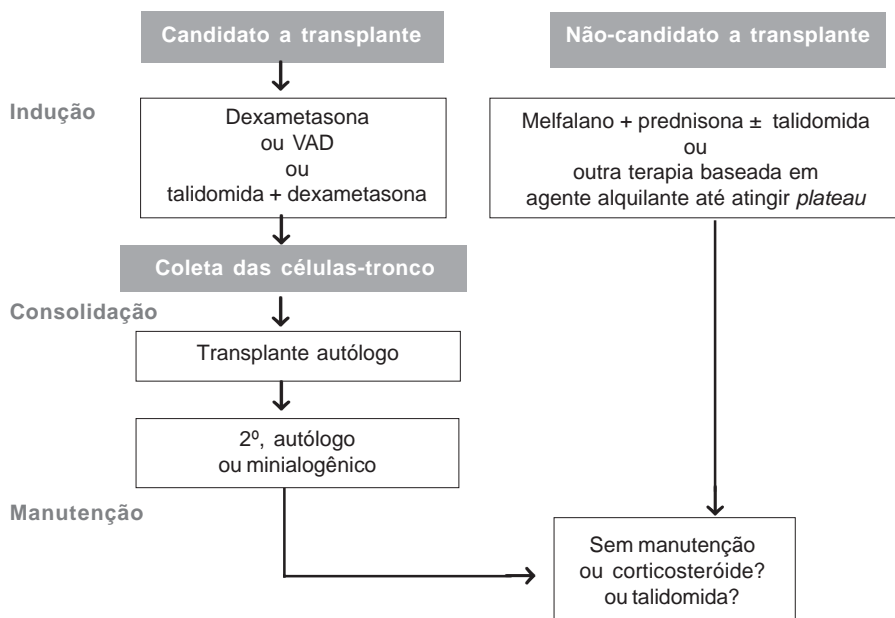 Candidato a transplante
Não-candidato a transplante
Indução
Dexametasona
ou VAD
ou
talidomida + dexametasona
Melfalano + prednisona ± talidomida
ou
outra terapia baseada em
agente alquilante até atingir plateau
Coleta das células-tronco
Consolidação
Transplante autólogo
2º, autólogo
ou minialogênico
Manutenção
Sem manutenção
ou corticosteróide?
ou talidomida?